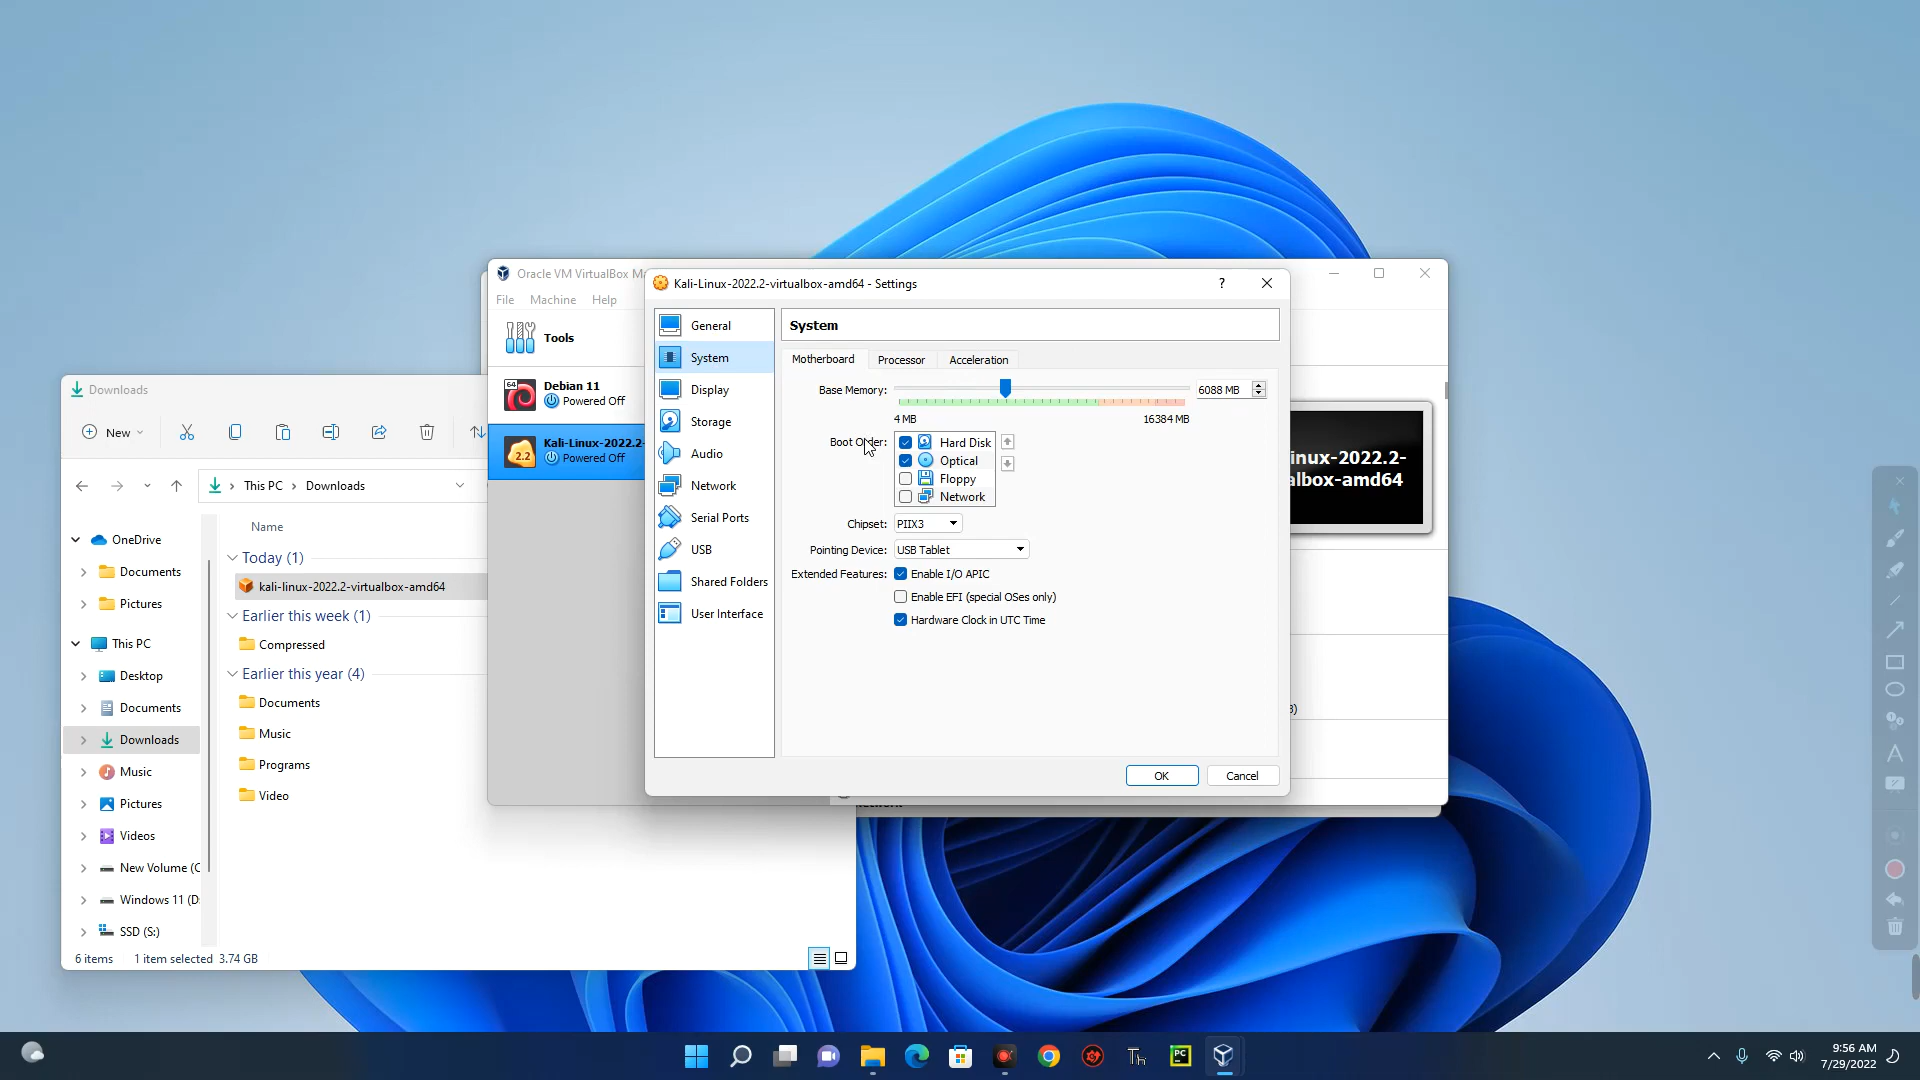 Oracle VM VirtualBox Ma
File Machine Help
Tools
64
Debian 11
Powered Off
2.2
Kali-Linux-2022.2-
Powered Off
Kali-Linux-2022.2-virtualbox-amd64 - Settings
?
General
System
Display
Storage
Audio
Network
Serial Ports
USB
Shared Folders
User Interface
System
Motherboard Processor Acceleration
Base Memory: 6088 MB
4 MB 16384 MB
Boot Order: Hard Disk
Optical
Floppy
Network
Chipset: PIIX3
Pointing Device: USB Tablet
Extended Features: Enable I/O APIC
Enable EFI (special OSes only)
Hardware Clock in UTC Time
OK Cancel
inux-2022.2-
albox-amd64
Downloads
New
This PC Downloads
OneDrive
Documents
Pictures
This PC
Desktop
Documents
Downloads
Music
Pictures
Videos
New Volume (C
Windows 11 (D:
SSD (S:)
Name
Today (1)
kali-linux-2022.2-virtualbox-amd64
Earlier this week (1)
Compressed
Earlier this year (4)
Documents
Music
Programs
Video
6 items 1 item selected 3.74 GB
PC
9:56 AM
7/29/2022